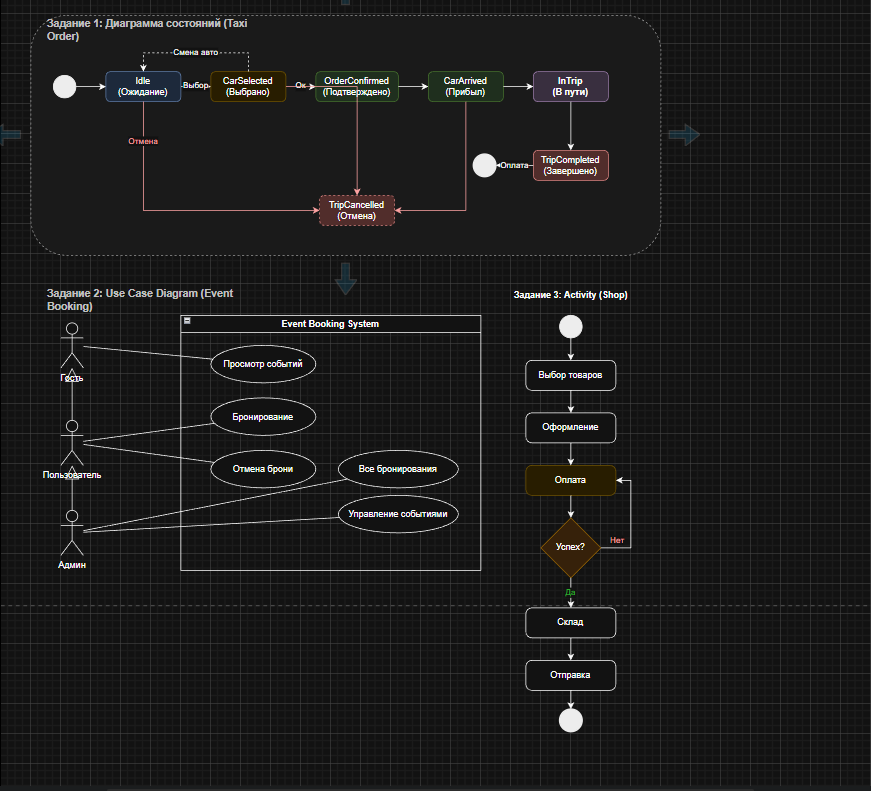 Задание 1: Диаграмма состояний (Taxi
Order)
Смена авто
Idle
(Ожидание)
Выбор
CarSelected
(Выбрано)
Ок
OrderConfirmed
(Подтверждено)
CarArrived
(Прибыл)
InTrip
(В пути)
Отмена
Оплата
TripCompleted
(Завершено)
TripCancelled
(Отмена)
Задание 2: Use Case Diagram (Event
Booking)
Event Booking System
Гость
Просмотр событий
Бронирование
Пользователь
Отмена брони
Все бронирования
Управление событиями
Админ
Задание 3: Activity (Shop)
Выбор товаров
Оформление
Оплата
Успех?
Нет
Да
Склад
Отправка